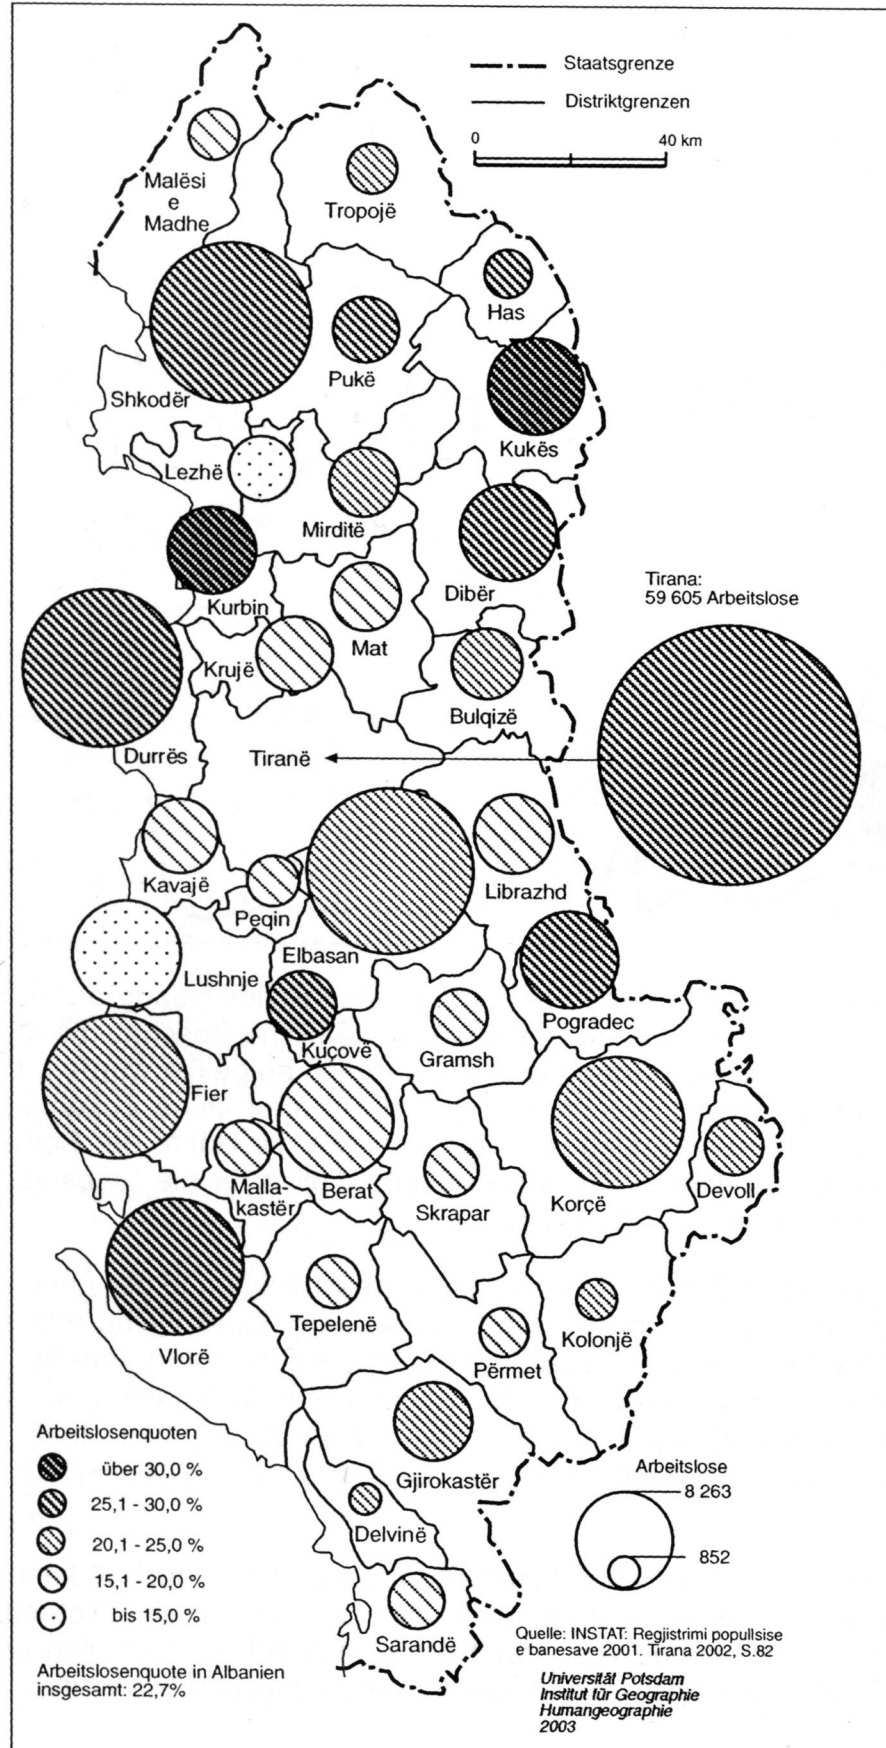 Staatsgrenze
Distriktgrenzen
0 40 km
Malësi
e
Madhe
Tropojë
Has
Pukë
Shkodër
Kukës
Lezhë
Mirditë
Dibër
Kurbin
Mat
Krujë
Bulqizë
Tirana:
59 605 Arbeitslose
Durrës
Tiranë
Kavajë
Librazhd
Peqin
Elbasan
Lushnje
Pogradec
Kuçovë
Gramsh
Fier
Malla-
kastër
Berat
Skrapar
Korçë
Devoll
Tepelenë
Vlorë
Përmet
Kolonjë
Gjirokastër
Delvinë
Sarandë
Arbeitslosenquoten
über 30,0 %
25,1 - 30,0 %
20,1 - 25,0 %
15,1 - 20,0 %
bis 15,0 %
Arbeitslosenquote in Albanien
insgesamt: 22,7%
Arbeitslose
8 263
852
Quelle: INSTAT: Regjistrimi popullsise
e banesave 2001. Tirana 2002, S.82
Universität Potsdam
Institut für Geographie
Humangeographie
2003